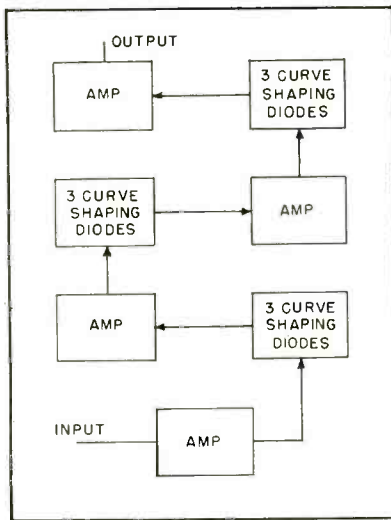 OUTPUT
AMP
3 CURVE
SHAPING
DIODES
3 CURVE
SHAPING
DIODES
AMP
AMP
3 CURVE
SHAPING
DIODES
INPUT
AMP